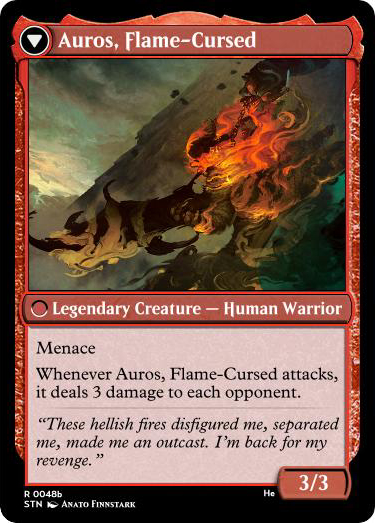 Auros, Flame-Cursed
Legendary Creature — Human Warrior
Menace
Whenever Auros, Flame-Cursed attacks,
it deals 3 damage to each opponent.
“These hellish fires disfigured me, separated
me, made me an outcast. I’m back for my
revenge.”
3/3
R 0048b
He
STN Anato Finnstark